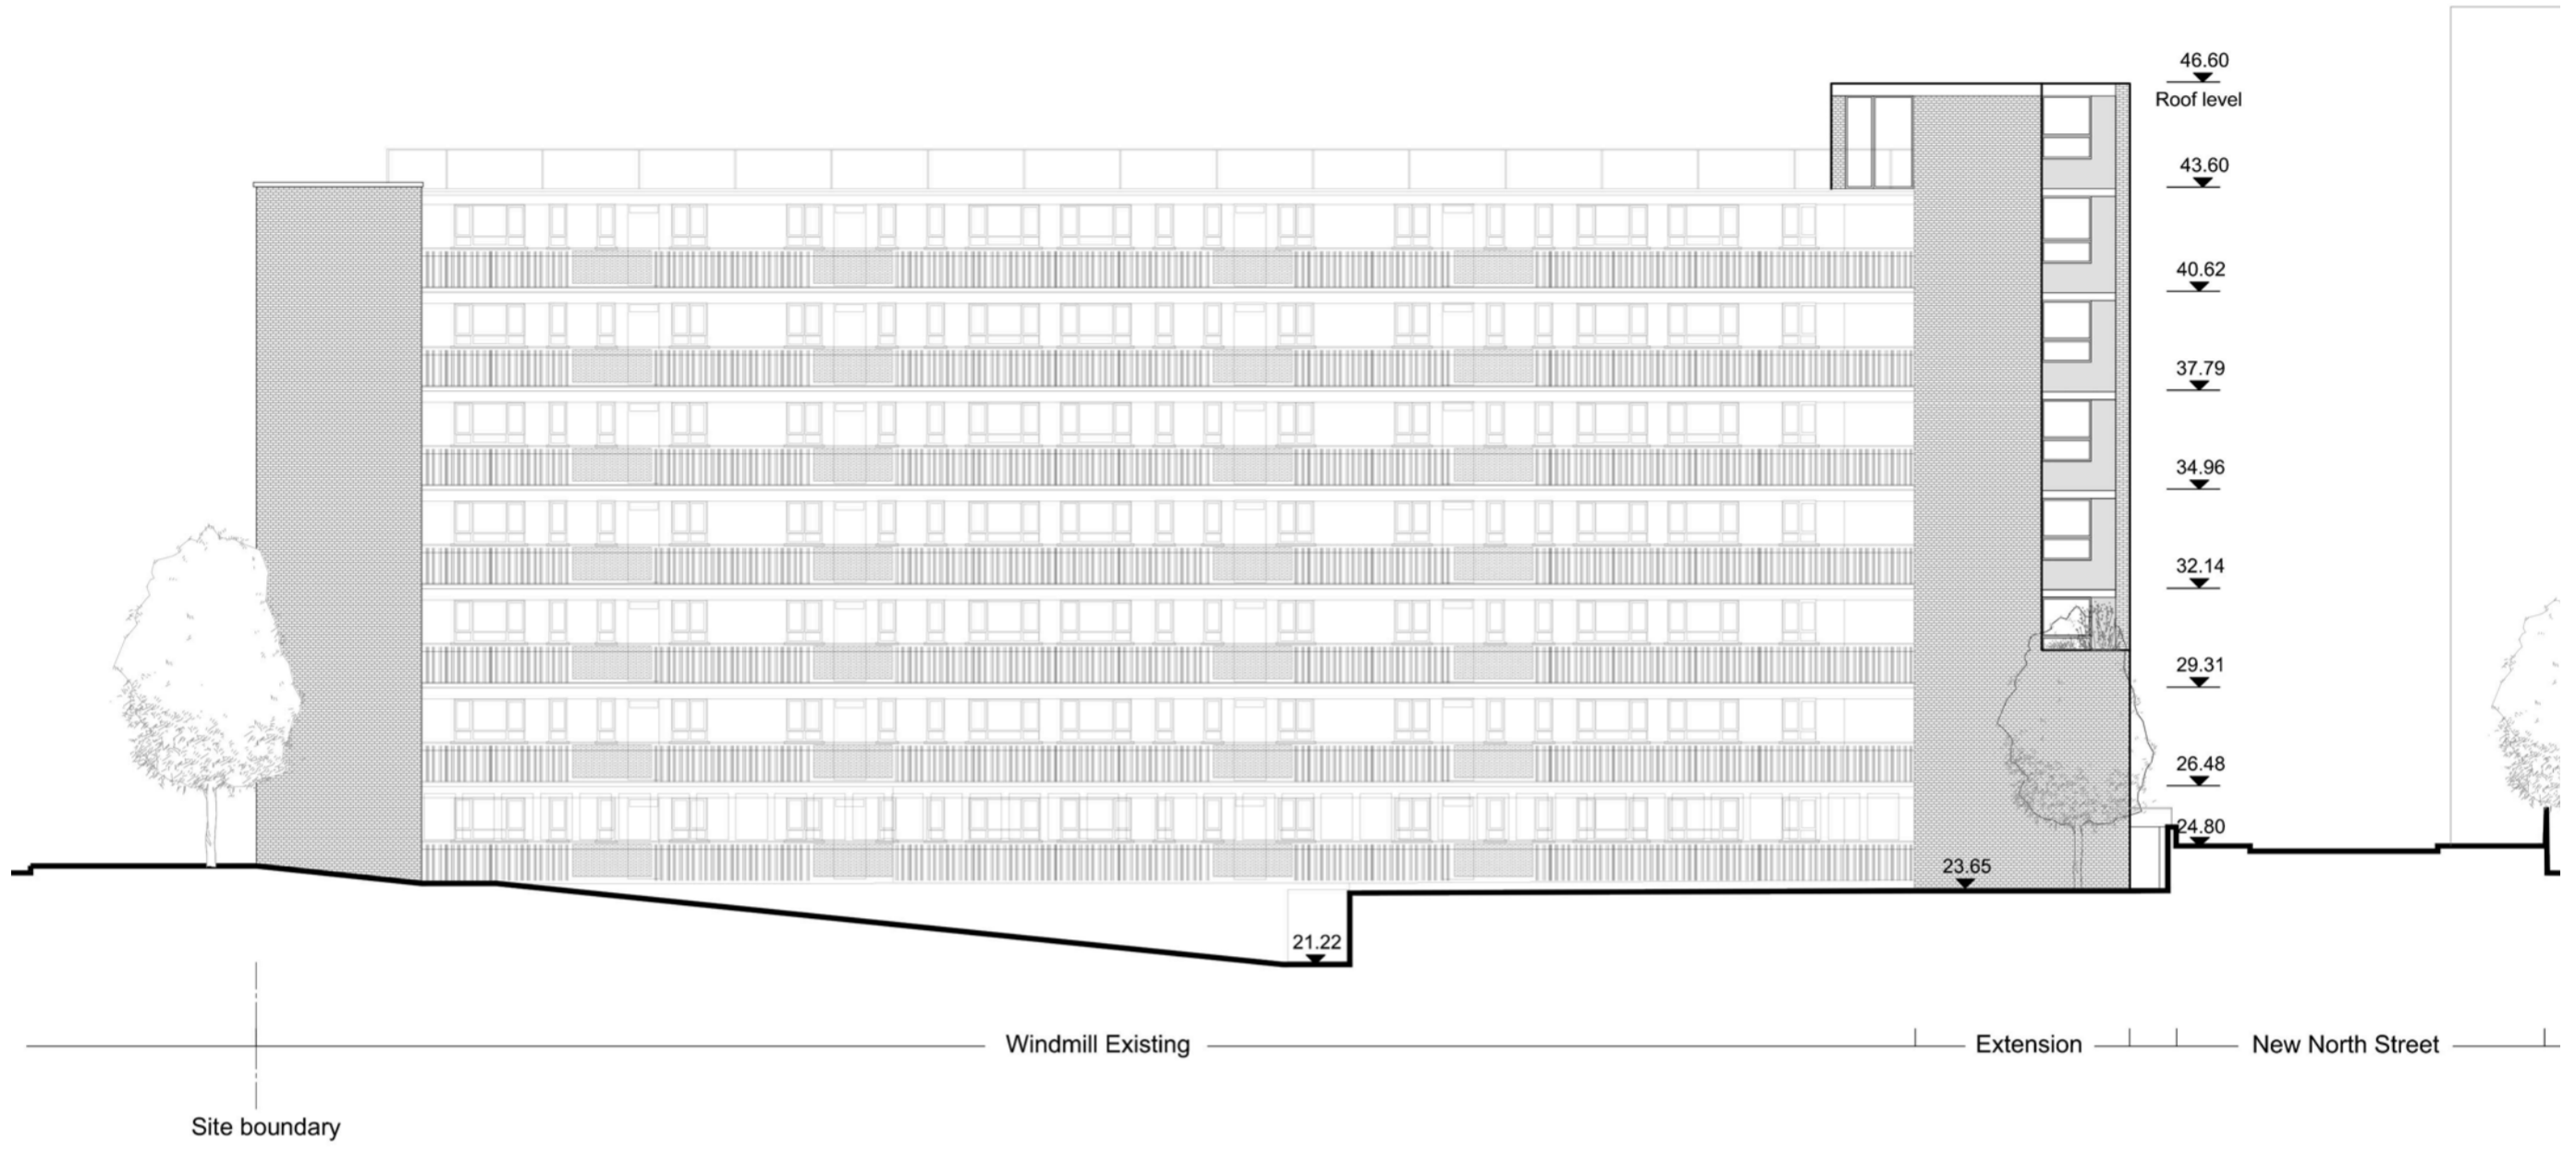 46.60
Roof level
43.60
40.62
37.79
34.96
32.14
29.31
26.48
24.80
23.65
21.22
Windmill Existing
Extension
New North Street
Site boundary